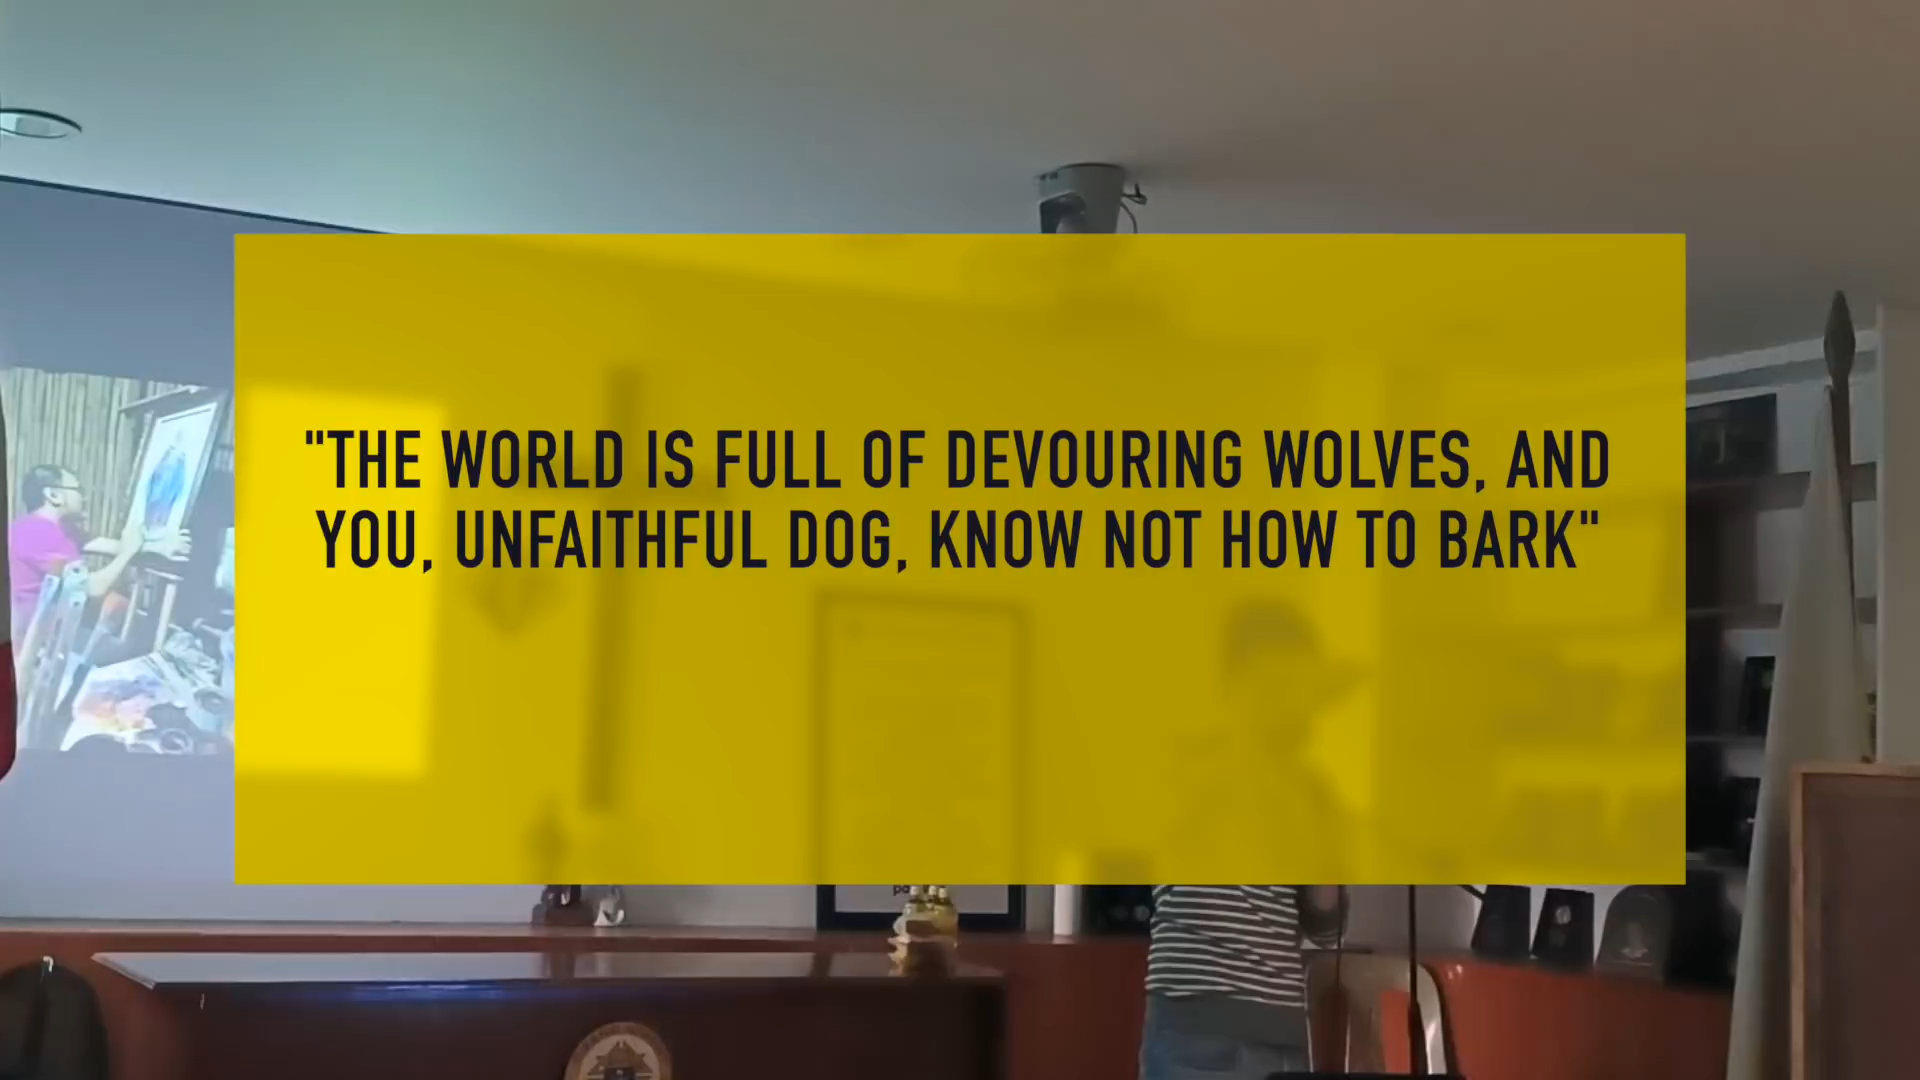 "THE WORLD IS FULL OF DEVOURING WOLVES, AND
YOU, UNFAITHFUL DOG, KNOW NOT HOW TO BARK"